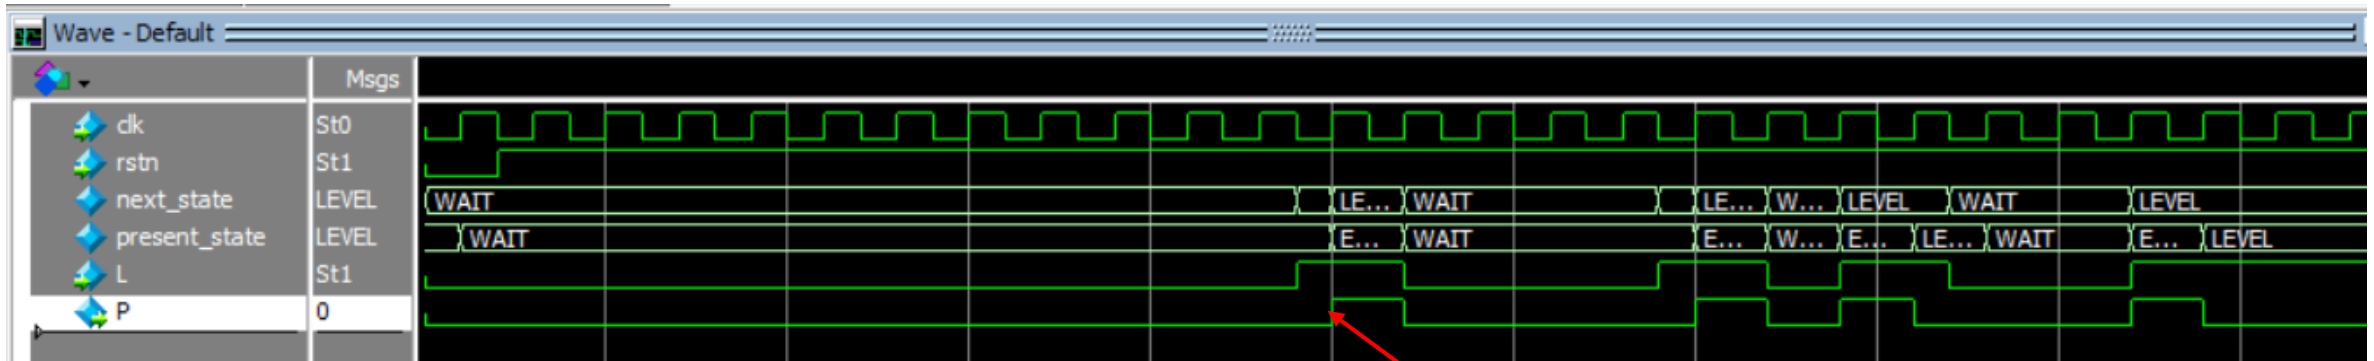 Wave - Default
Msgs
clk St0
rstn St1
next_state LEVEL WAIT LE... WAIT LE... W... LEVEL WAIT LEVEL
present_state LEVEL WAIT E... WAIT E... W... E... LE... WAIT E... LEVEL
L St1
P 0